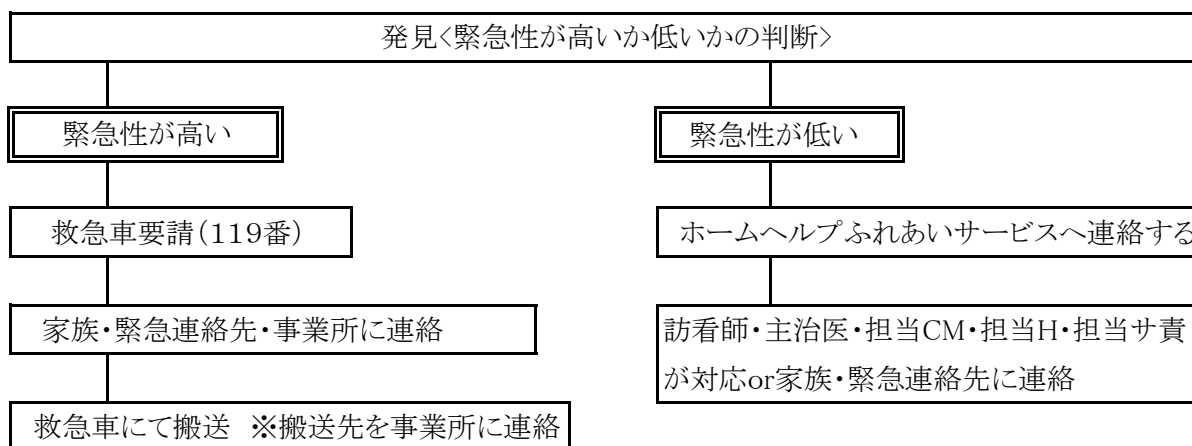 発見<緊急性が高いか低いかの判断>
緊急性が高い
緊急性が低い
救急車要請(119番)
ホームヘルプふれあいサービスへ連絡する
家族・緊急連絡先・事業所に連絡
訪看師・主治医・担当CM・担当H・担当サ責
が対応or家族・緊急連絡先に連絡
救急車にて搬送　※搬送先を事業所に連絡